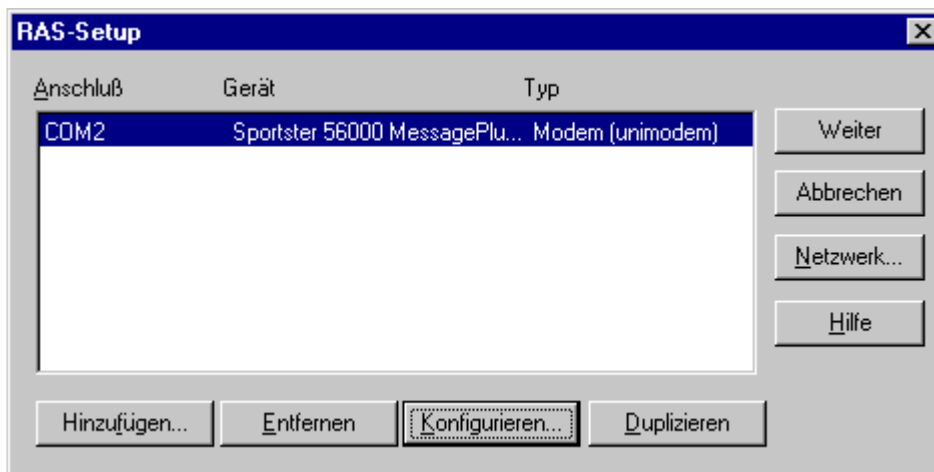 RAS-Setup
Anschluß Gerät Typ
COM2 Sportster 56000 MessagePlu... Modem (unimodem)
Weiter
Abbrechen
Netzwerk...
Hilfe
Hinzufügen... Entfernen Konfigurieren... Duplizieren